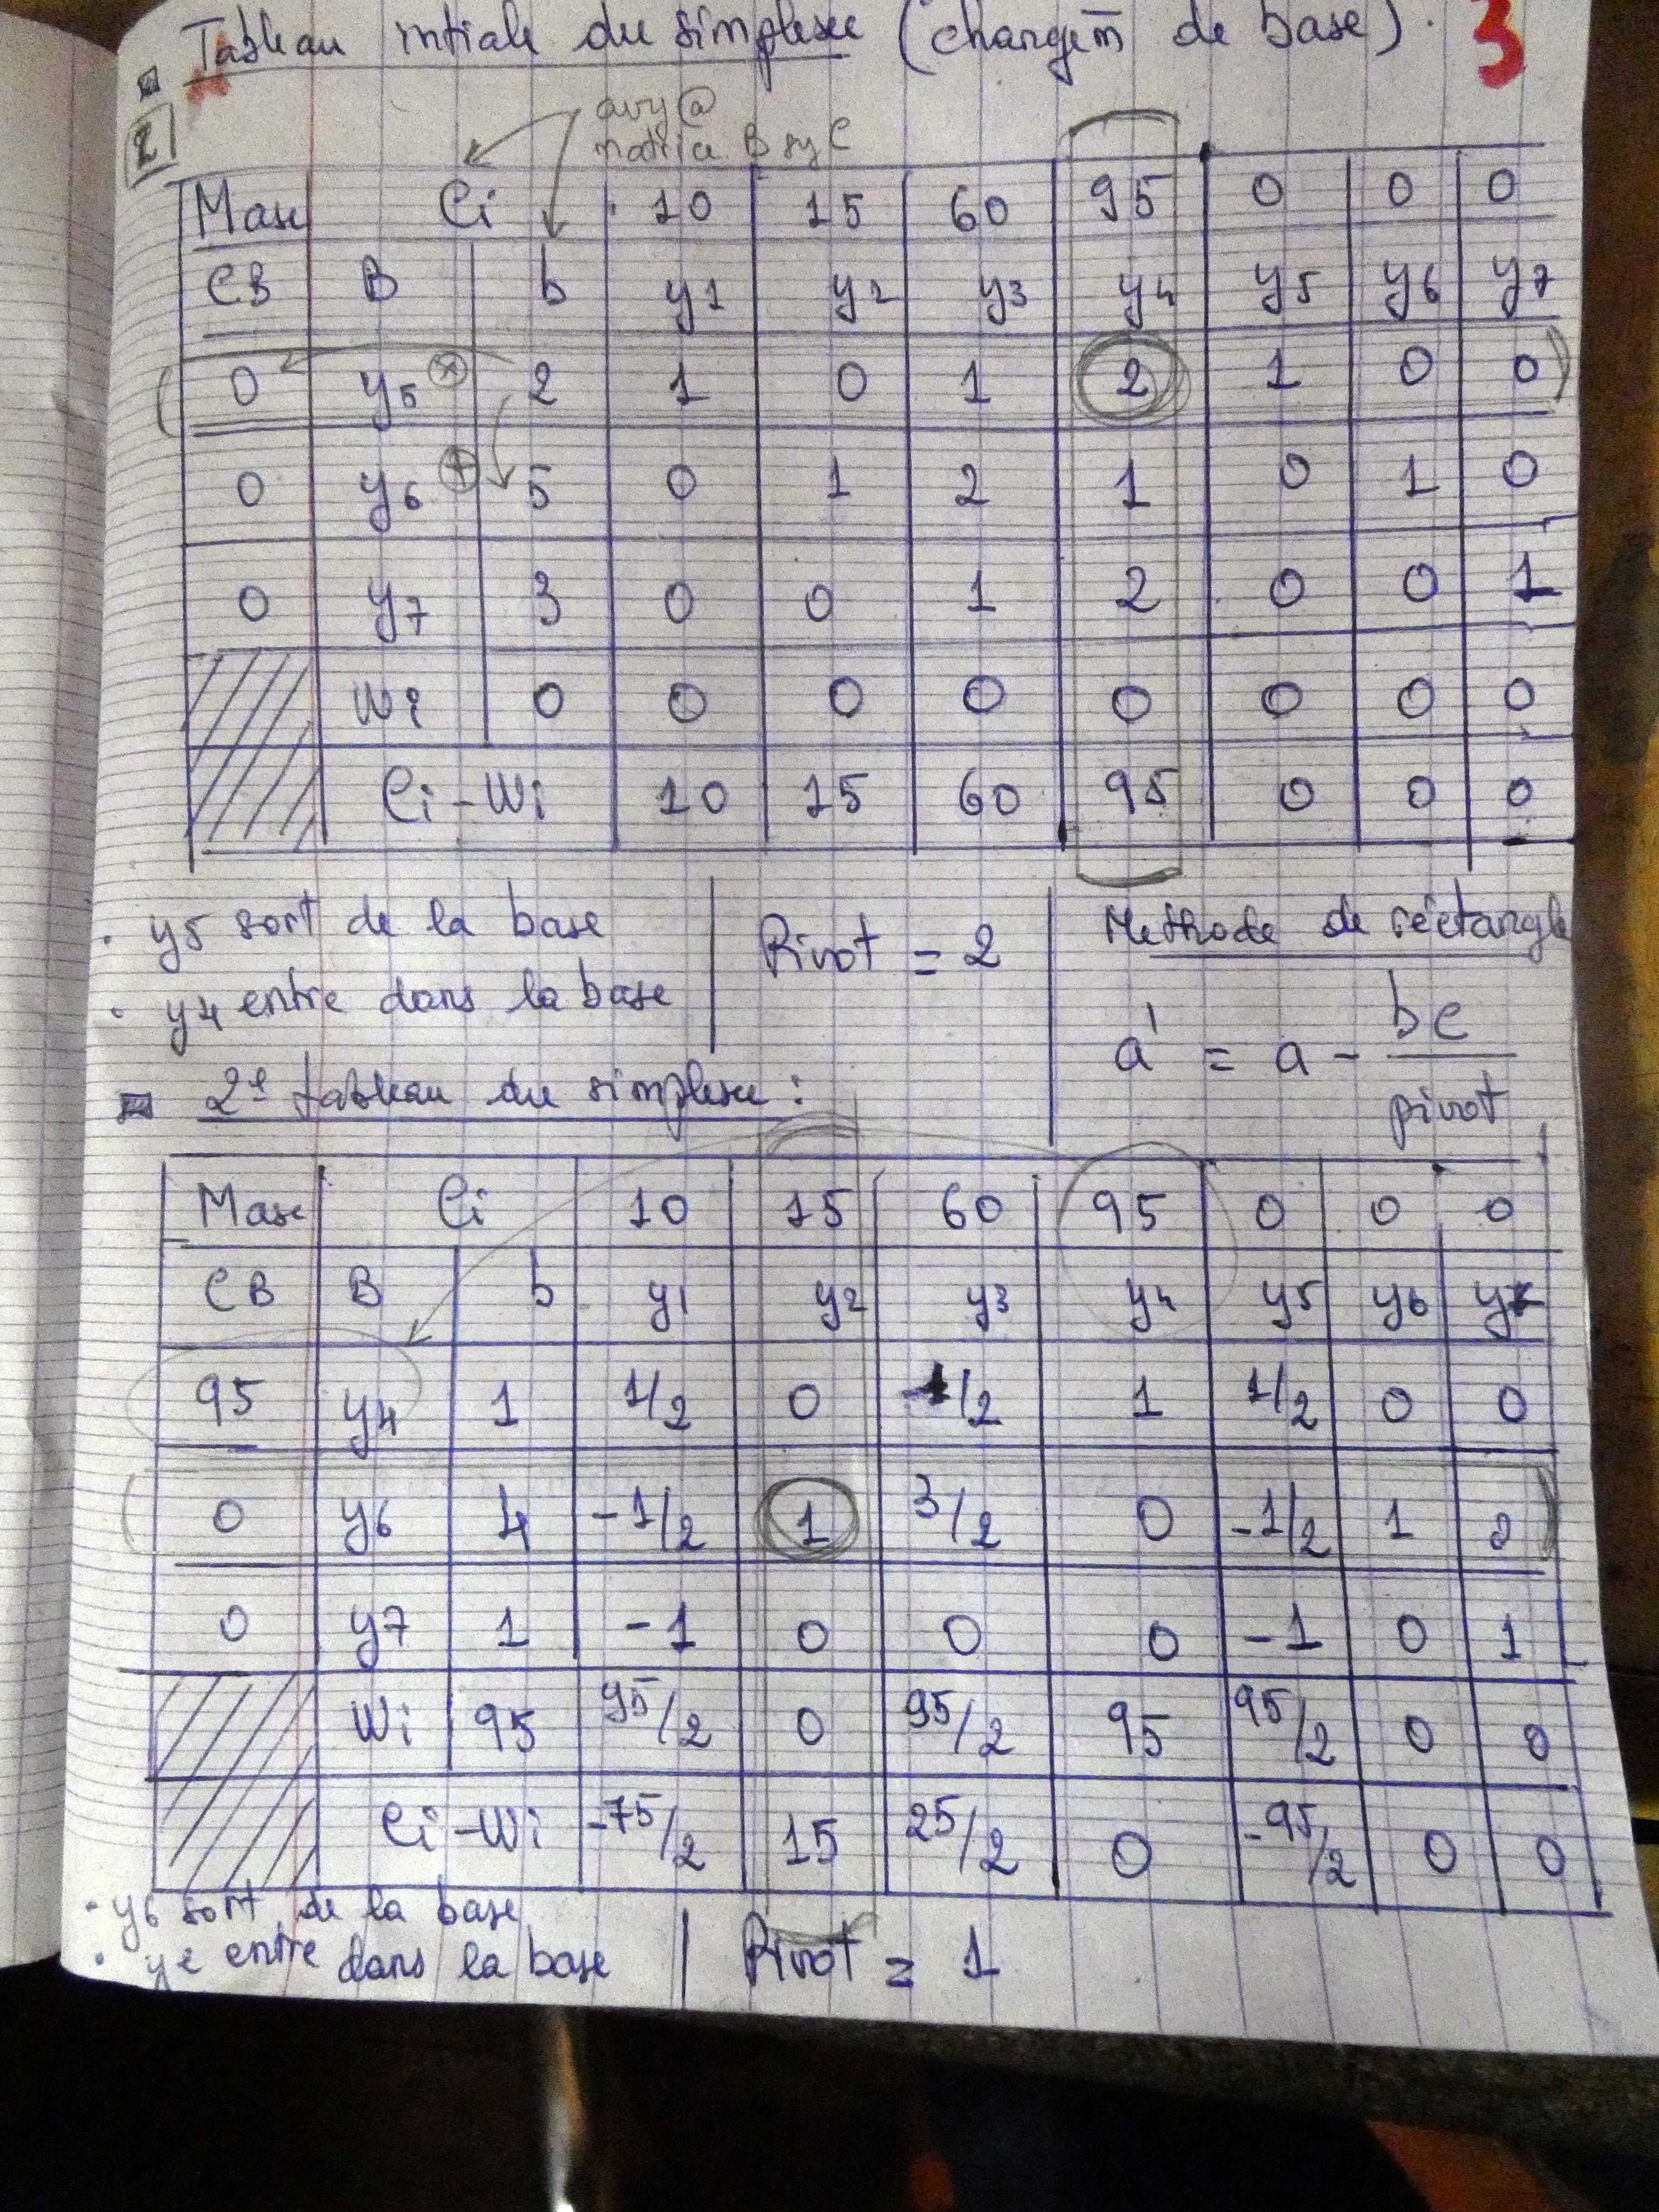 Tableau intiale du simplexe (changem̄ de base). 3
2
avy @
matrice B sy C
Max Ci 10 15 60 95 0 0 0
CB B b y1 y2 y3 y4 y5 y6 y7
0 y5 2 1 0 1 2 1 0 0
0 y6 5 0 1 2 1 0 1 0
0 y7 3 0 0 1 2 0 0 1
Wi 0 0 0 0 0 0 0 0
Ci - Wi 10 15 60 95 0 0 0
• y5 sort de la base
• y4 entre dans la base
Pivot = 2
Methode de réctangle
a' = a - bc / pivot
2è tableau du simplexe :
Max Ci 10 15 60 95 0 0 0
CB B b y1 y2 y3 y4 y5 y6 y7
95 y4 1 1/2 0 1/2 1 1/2 0 0
0 y6 4 -1/2 1 3/2 0 -1/2 1 0
0 y7 1 -1 0 0 0 -1 0 1
Wi 95 95/2 0 95/2 95 95/2 0 0
Ci - Wi -75/2 15 25/2 0 -95/2 0 0
• y6 sort de la base
• y2 entre dans la base
Pivot = 1